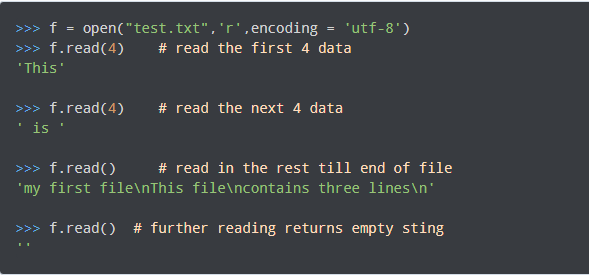 >>> f = open("test.txt",'r',encoding = 'utf-8')
>>> f.read(4)    # read the first 4 data
'This'
>>> f.read(4)    # read the next 4 data
' is '
>>> f.read()     # read in the rest till end of file
'my first file\nThis file\ncontains three lines\n'
>>> f.read()  # further reading returns empty sting
''